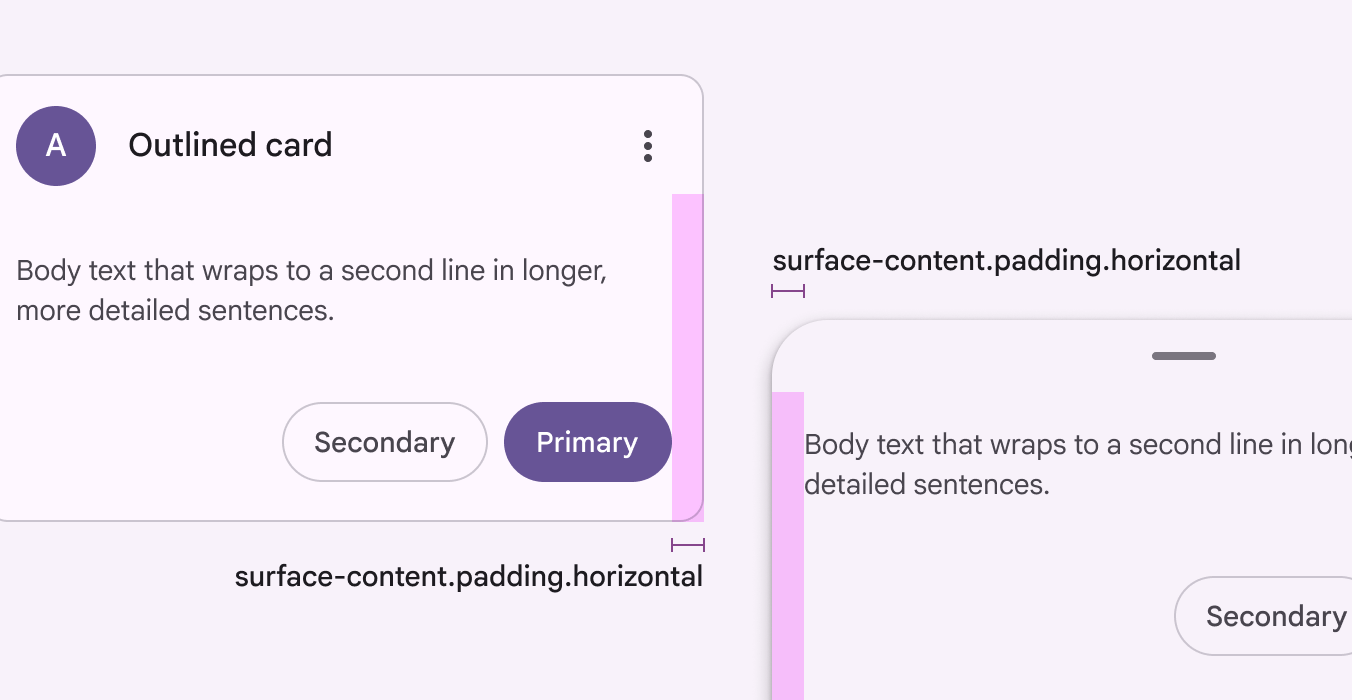 A
Outlined card
Body text that wraps to a second line in longer,
more detailed sentences.
Secondary
Primary
surface-content.padding.horizontal
surface-content.padding.horizontal
Body text that wraps to a second line in
detailed sentences.
Secondary